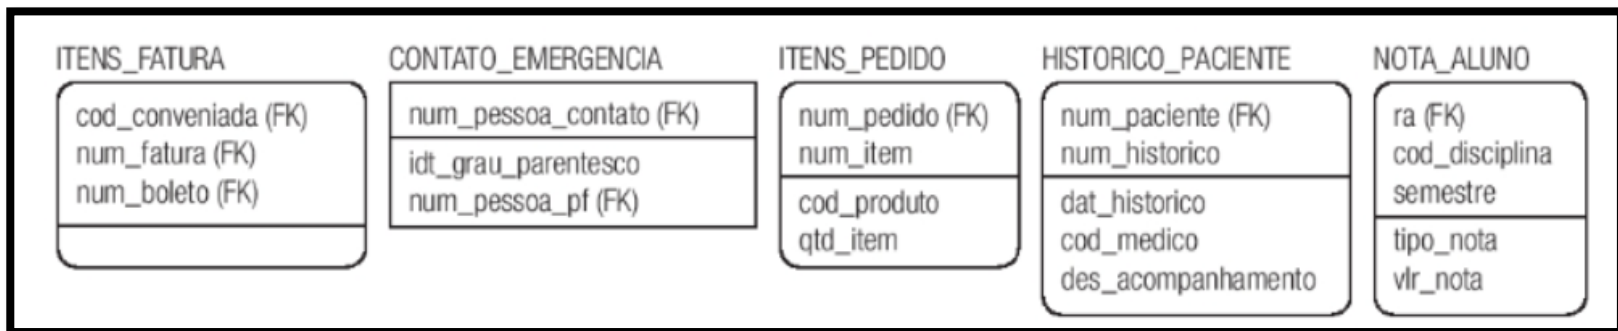 ITENS_FATURA
cod_conveniada (FK)
num_fatura (FK)
num_boleto (FK)
CONTATO_EMERGENCIA
num_pessoa_contato (FK)
idt_grau_parentesco
num_pessoa_pf (FK)
ITENS_PEDIDO
num_pedido (FK)
num_item
cod_produto
qtd_item
HISTORICO_PACIENTE
num_paciente (FK)
num_historico
dat_historico
cod_medico
des_acompanhamento
NOTA_ALUNO
ra (FK)
cod_disciplina
semestre
tipo_nota
vlr_nota